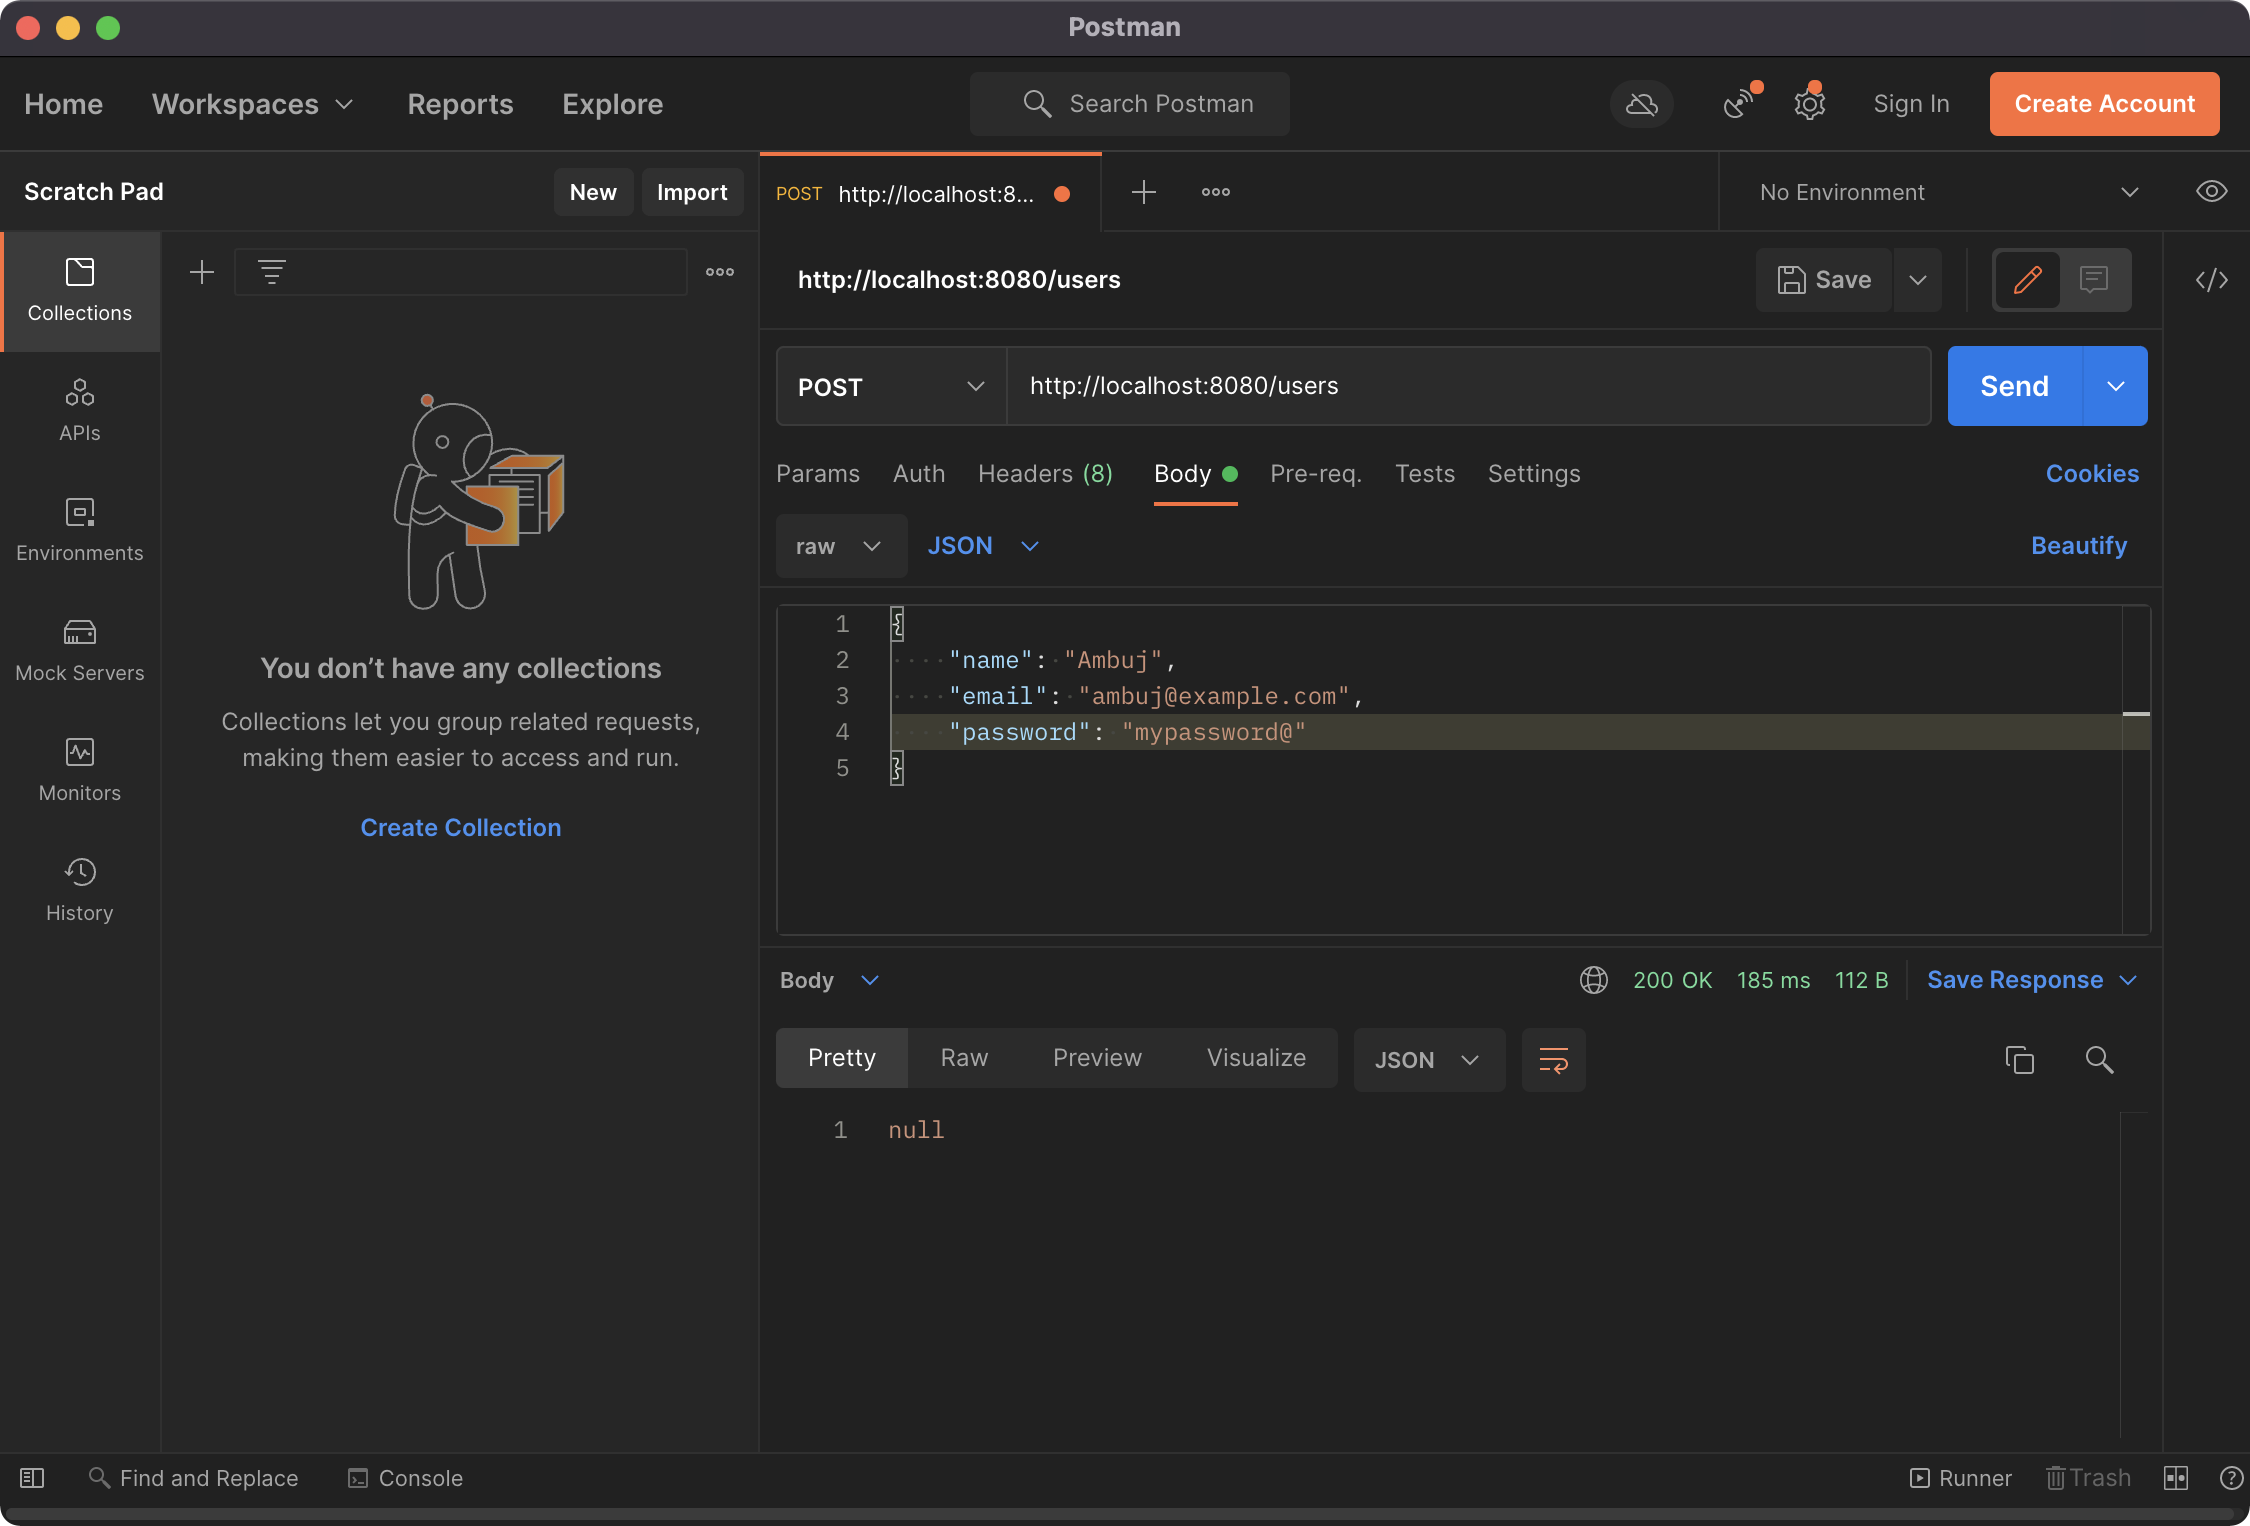 Postman
Home Workspaces Reports Explore Search Postman Sign In Create Account
Scratch Pad New Import POST http://localhost:8... No Environment
Collections
APIs
Environments
Mock Servers
Monitors
History
You don’t have any collections
Collections let you group related requests,
making them easier to access and run.
Create Collection
http://localhost:8080/users Save
POST http://localhost:8080/users Send
Params Auth Headers (8) Body Pre-req. Tests Settings Cookies
raw JSON Beautify
1 {
2 "name": "Ambuj",
3 "email": "ambuj@example.com",
4 "password": "mypassword@"
5 }
Body 200 OK 185 ms 112 B Save Response
Pretty Raw Preview Visualize JSON
1 null
Find and Replace Console Runner Trash